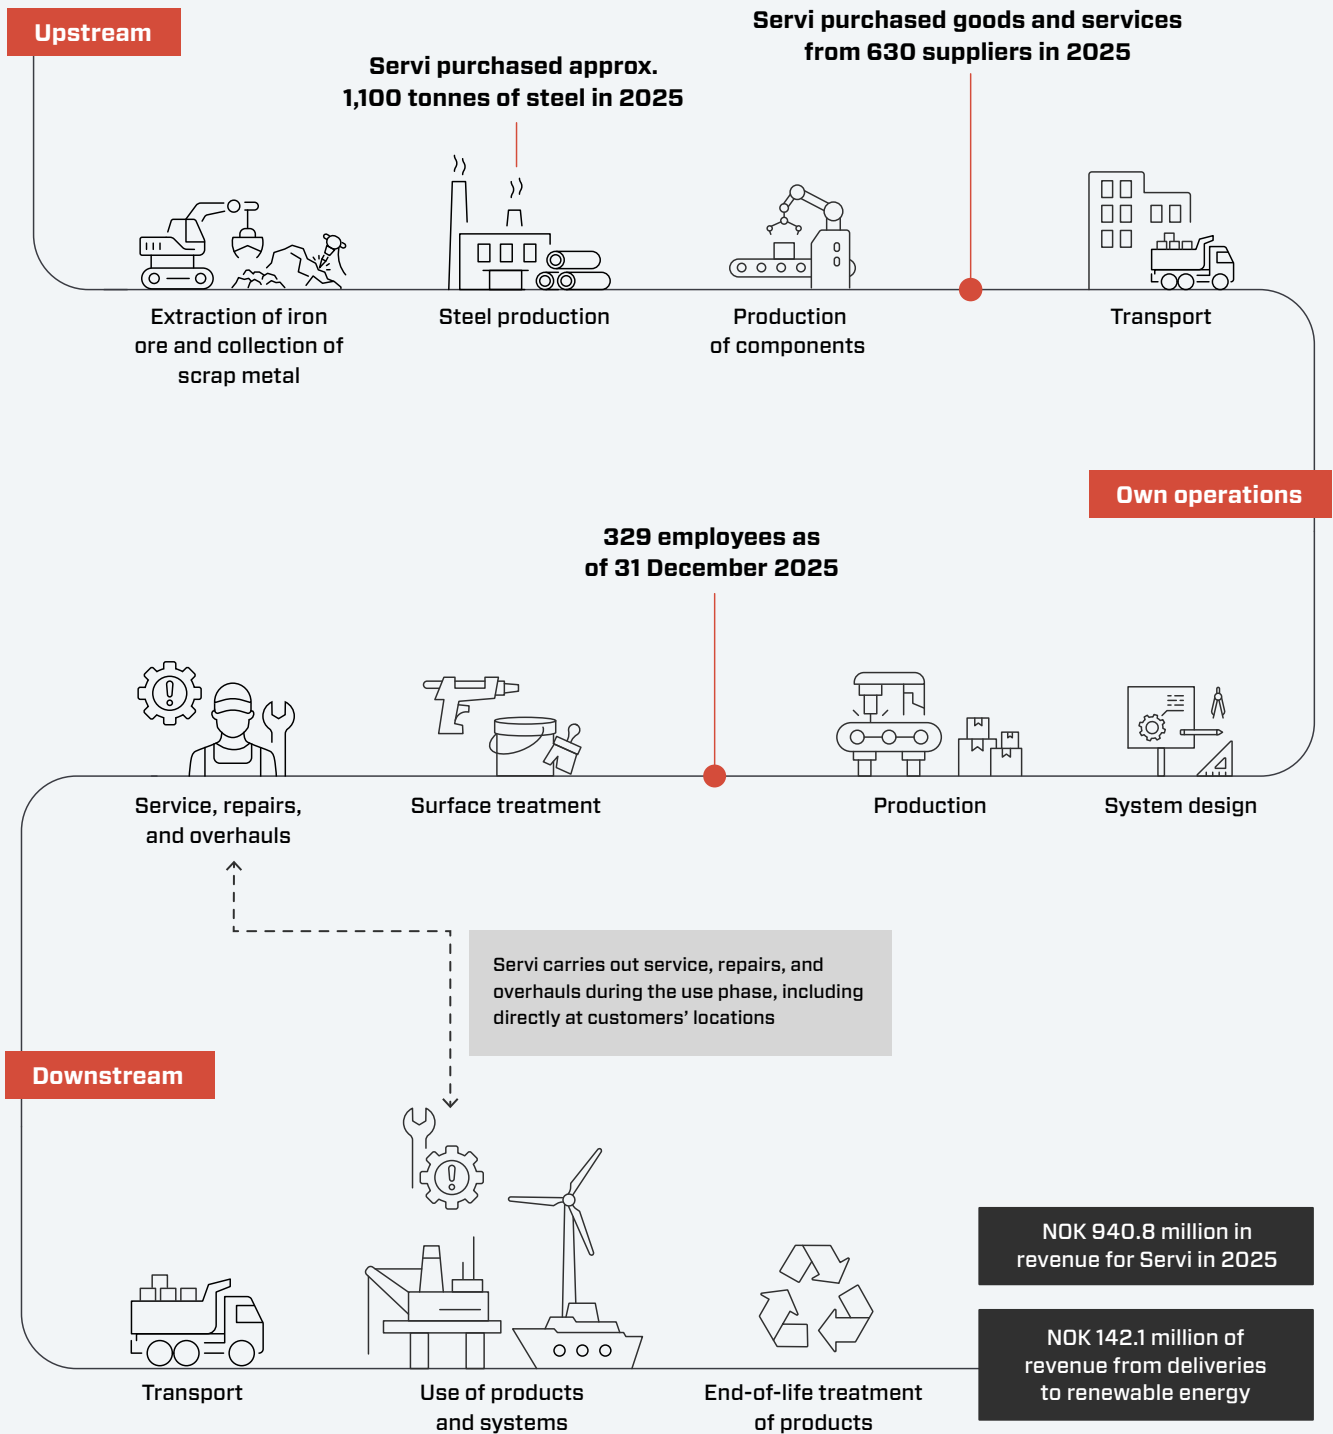 Upstream
Servi purchased approx.
1,100 tonnes of steel in 2025
Servi purchased goods and services
from 630 suppliers in 2025
Extraction of iron
ore and collection of
scrap metal
Steel production
Production
of components
Transport
Own operations
329 employees as
of 31 December 2025
Service, repairs,
and overhauls
Surface treatment
Production
System design
Servi carries out service, repairs, and
overhauls during the use phase, including
directly at customers’ locations
Downstream
Transport
Use of products
and systems
End-of-life treatment
of products
NOK 940.8 million in
revenue for Servi in 2025
NOK 142.1 million of
revenue from deliveries
to renewable energy